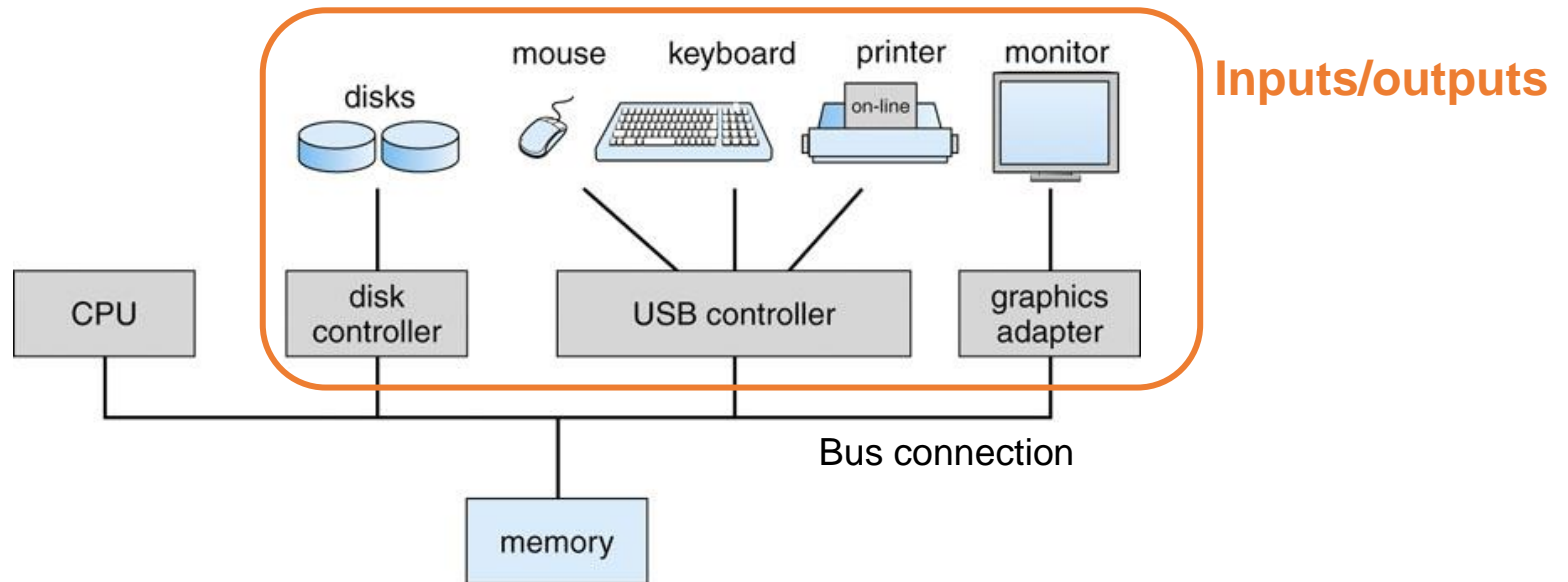 mouse keyboard printer monitor
Inputs/outputs
disks
on-line
CPU
disk
controller
USB controller
graphics
adapter
Bus connection
memory